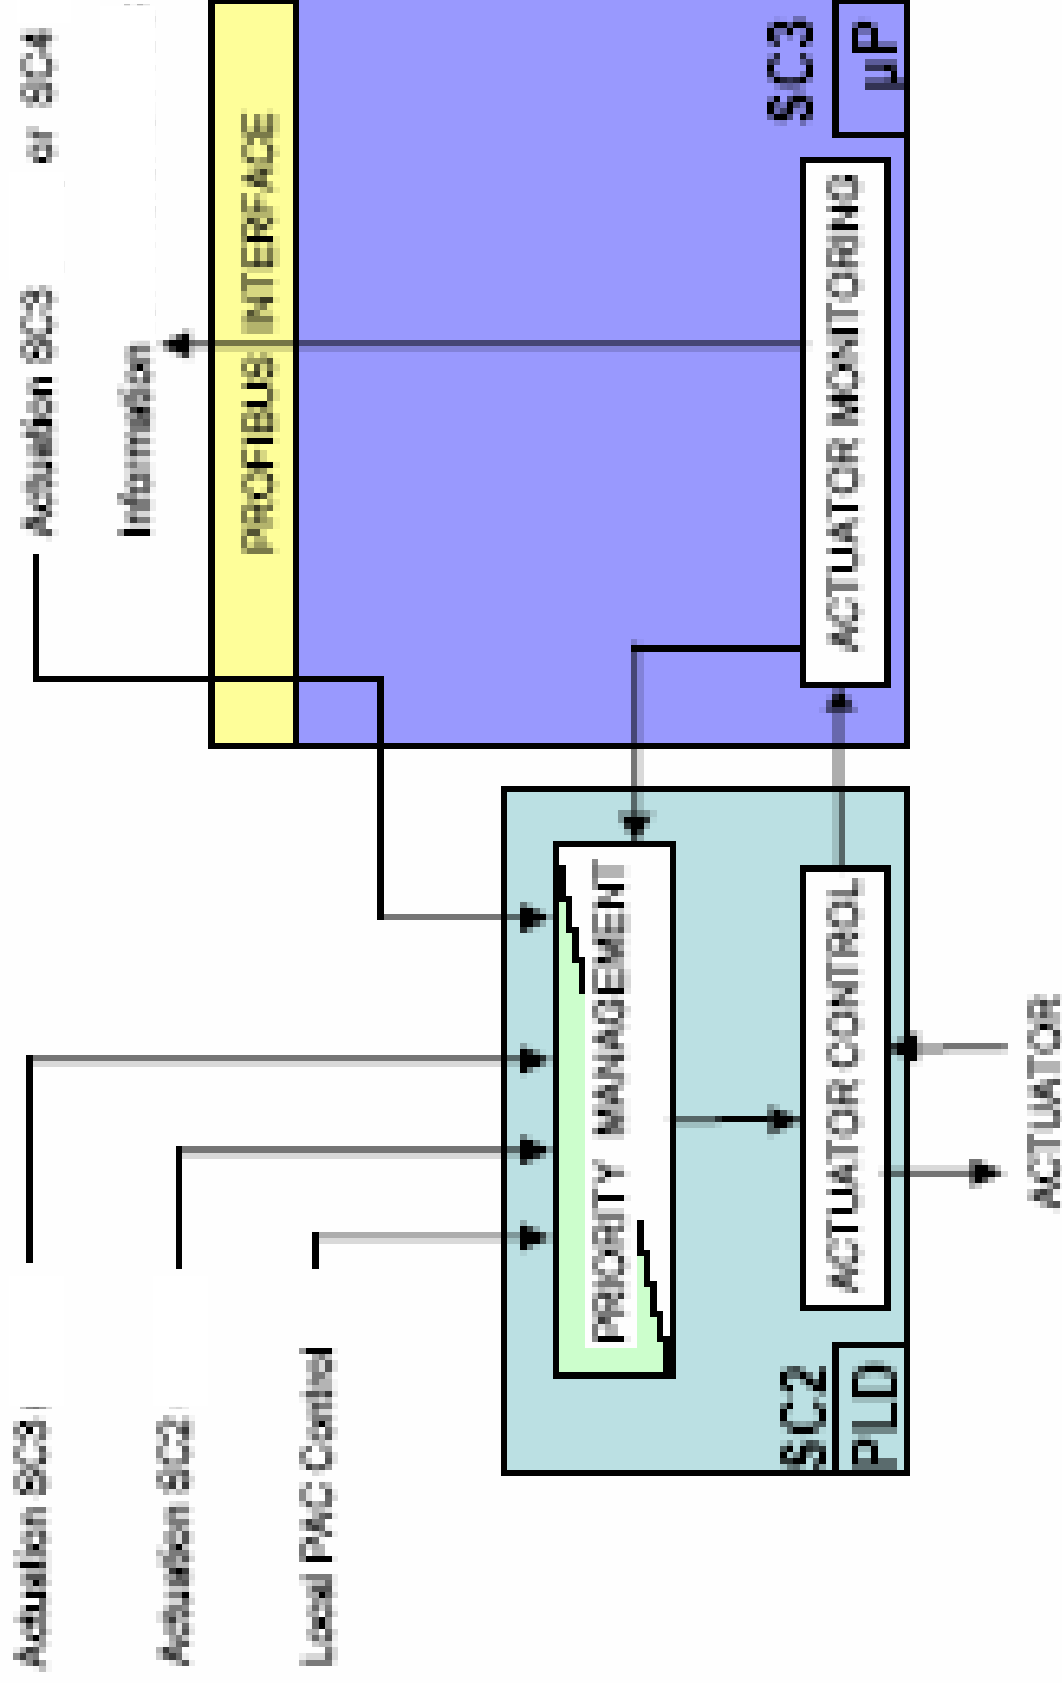 Actuation SC3
Actuation SC2
Local PAC Control
Actuation SC3 or SC4
Information
PROFIBUS INTERFACE
PRIORITY MANAGEMENT
ACTUATOR CONTROL
SC2
PLD
ACTUATOR MONITORING
SC3
µP
ACTUATOR